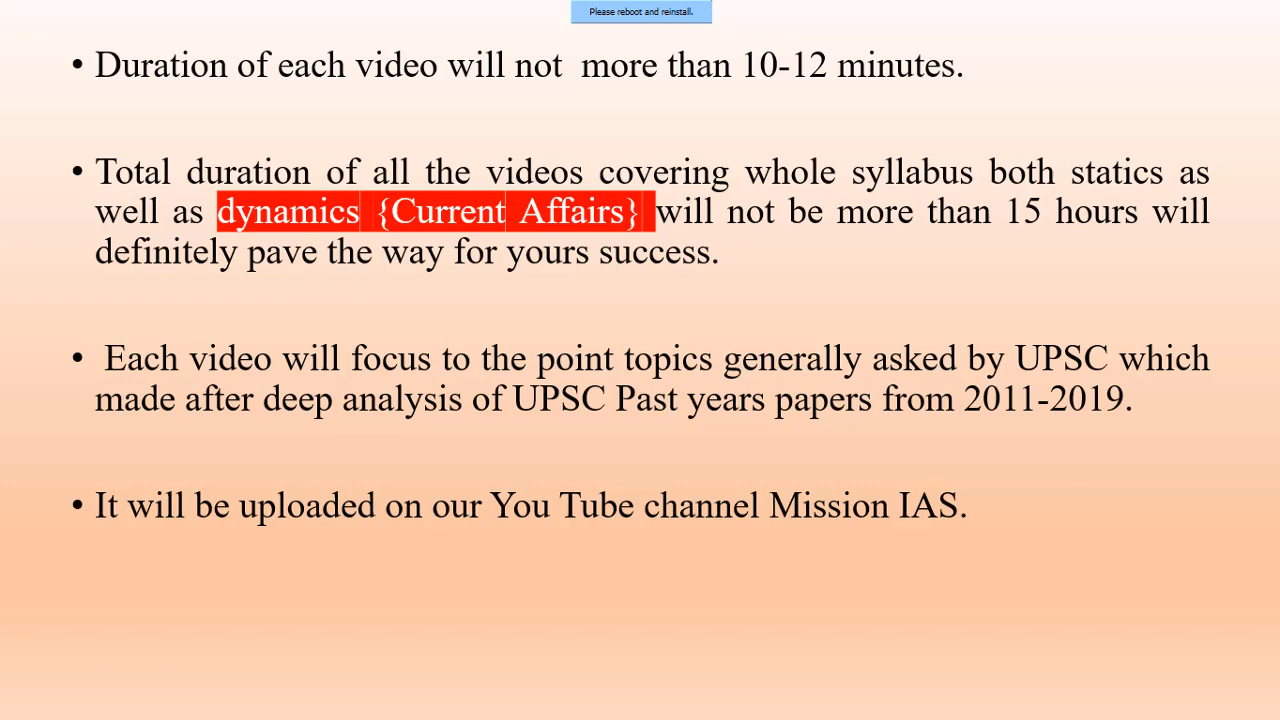 Please reboot and reinstall.
• Duration of each video will not  more than 10-12 minutes.
• Total duration of all the videos covering whole syllabus both statics as
well as dynamics {Current Affairs} will not be more than 15 hours will
definitely pave the way for yours success.
• Each video will focus to the point topics generally asked by UPSC which
made after deep analysis of UPSC Past years papers from 2011-2019.
• It will be uploaded on our You Tube channel Mission IAS.